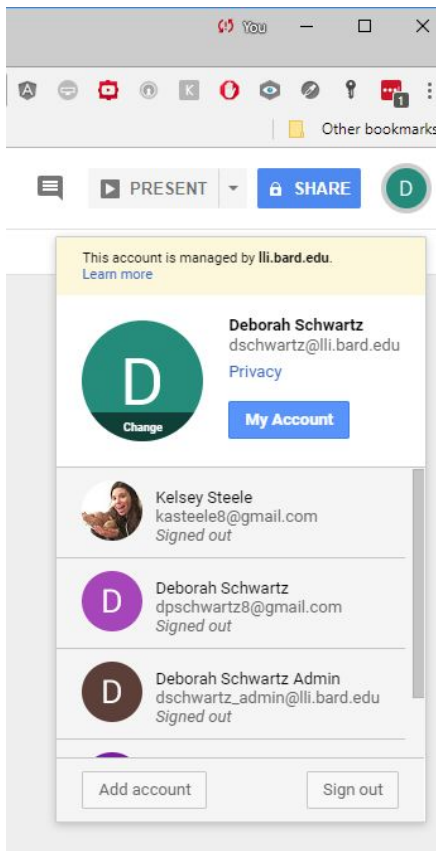 You
A
K
1
Other bookmarks
PRESENT
SHARE
D
This account is managed by lli.bard.edu.
Learn more
D
Change
Deborah Schwartz
dschwartz@lli.bard.edu
Privacy
My Account
Kelsey Steele
kasteele8@gmail.com
Signed out
D
Deborah Schwartz
dpschwartz8@gmail.com
Signed out
D
Deborah Schwartz Admin
dschwartz_admin@lli.bard.edu
Signed out
Add account
Sign out